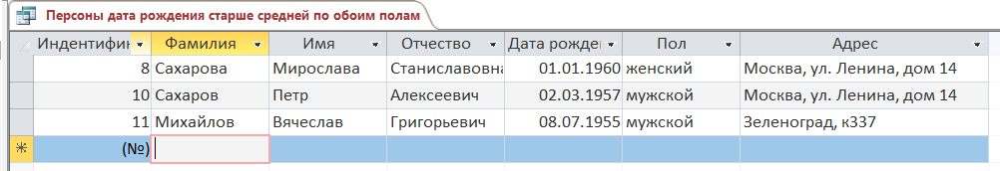 Персоны дата рождения старше средней по обоим полам
Индентифик Фамилия Имя Отчество Дата рожден Пол Адрес
8 Сахарова Мирослава Станиславовна 01.01.1960 женский Москва, ул. Ленина, дом 14
10 Сахаров Петр Алексеевич 02.03.1957 мужской Москва, ул. Ленина, дом 14
11 Михайлов Вячеслав Григорьевич 08.07.1955 мужской Зеленоград, к337
(№)